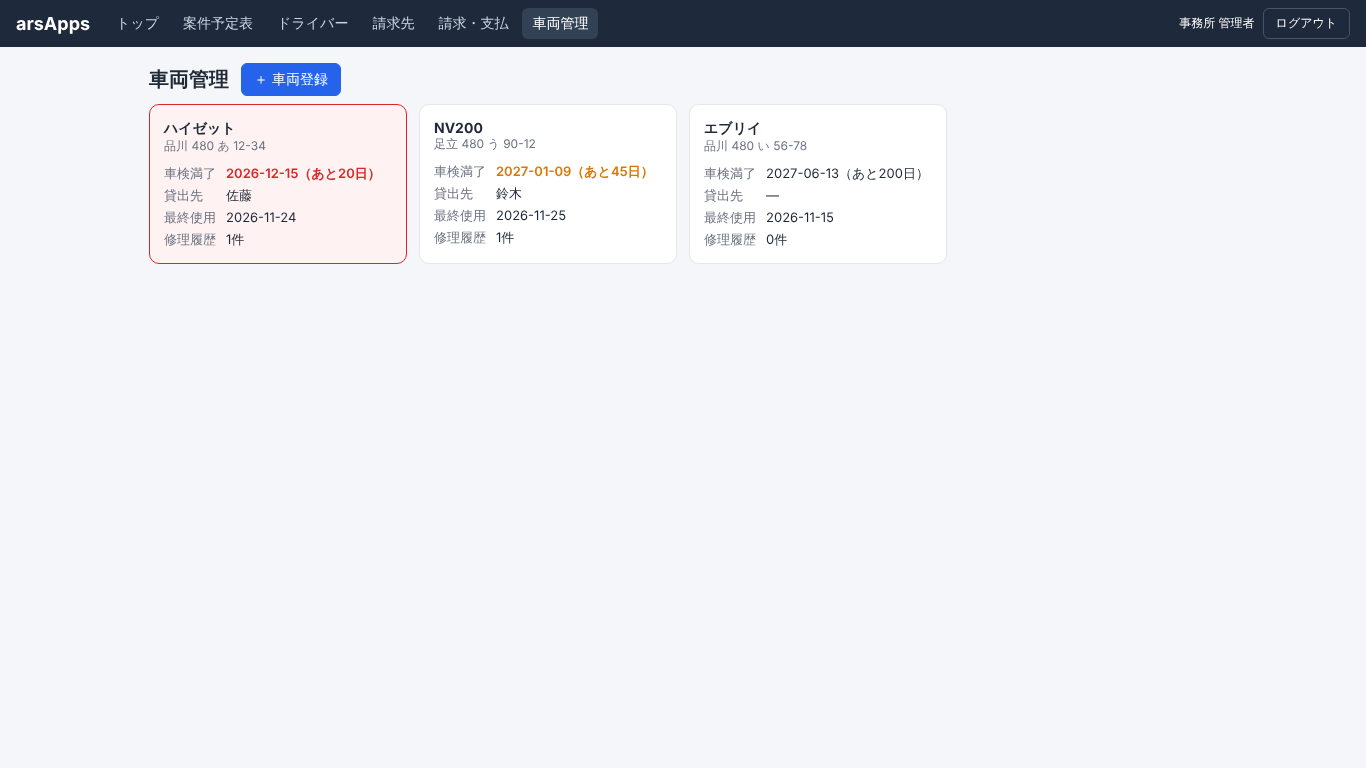 arsApps トップ 案件予定表 ドライバー 請求先 請求・支払 車両管理 事務所 管理者 ログアウト
車両管理 ＋ 車両登録
ハイゼット
品川 480 あ 12-34
車検満了 2026-12-15（あと20日）
貸出先 佐藤
最終使用 2026-11-24
修理履歴 1件
NV200
足立 480 う 90-12
車検満了 2027-01-09（あと45日）
貸出先 鈴木
最終使用 2026-11-25
修理履歴 1件
エブリイ
品川 480 い 56-78
車検満了 2027-06-13（あと200日）
貸出先 —
最終使用 2026-11-15
修理履歴 0件